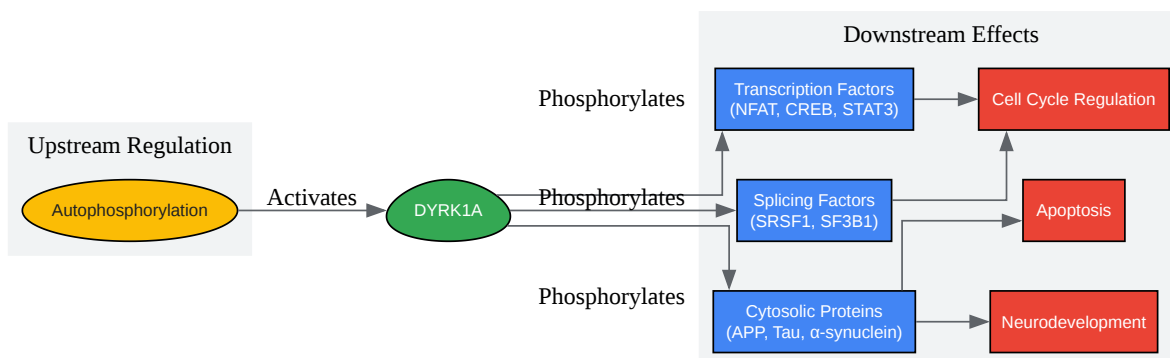 Downstream Effects
Phosphorylates
Transcription Factors
(NFAT, CREB, STAT3)
Cell Cycle Regulation
Upstream Regulation
Autophosphorylation
Activates
DYRK1A
Phosphorylates
Splicing Factors
(SRSF1, SF3B1)
Apoptosis
Phosphorylates
Cytosolic Proteins
(APP, Tau, α-synuclein)
Neurodevelopment